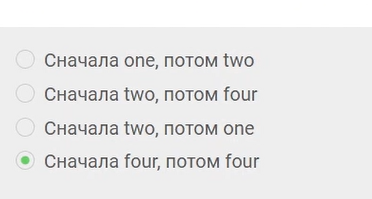 Сначала one, потом two
Сначала two, потом four
Сначала two, потом one
Сначала four, потом four